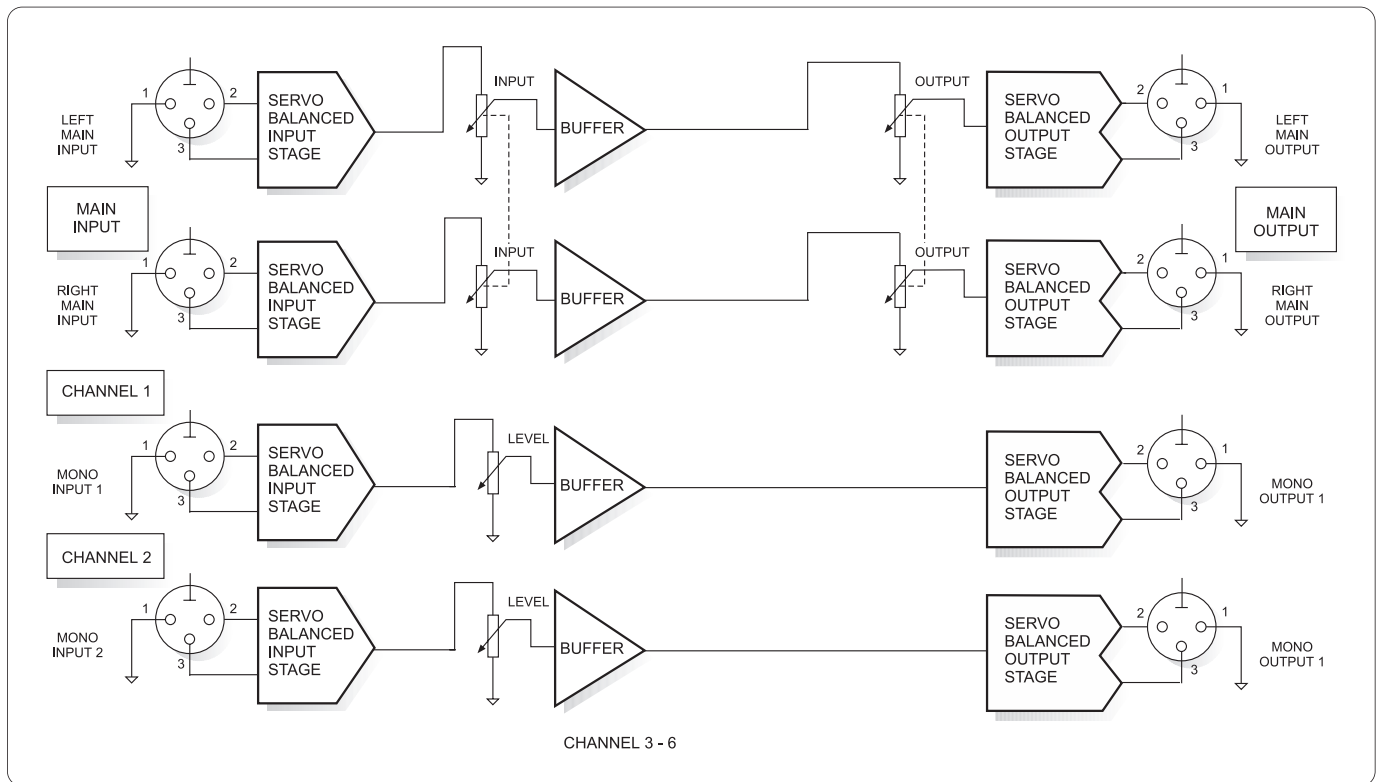 1
2
3
LEFT
MAIN
INPUT
SERVO
BALANCED
INPUT
STAGE
INPUT
BUFFER
OUTPUT
SERVO
BALANCED
OUTPUT
STAGE
2
1
3
LEFT
MAIN
OUTPUT
MAIN
INPUT
MAIN
OUTPUT
1
2
3
RIGHT
MAIN
INPUT
SERVO
BALANCED
INPUT
STAGE
INPUT
BUFFER
OUTPUT
SERVO
BALANCED
OUTPUT
STAGE
2
1
3
RIGHT
MAIN
OUTPUT
CHANNEL 1
1
2
3
MONO
INPUT 1
SERVO
BALANCED
INPUT
STAGE
LEVEL
BUFFER
SERVO
BALANCED
OUTPUT
STAGE
2
1
3
MONO
OUTPUT 1
CHANNEL 2
1
2
3
MONO
INPUT 2
SERVO
BALANCED
INPUT
STAGE
LEVEL
BUFFER
SERVO
BALANCED
OUTPUT
STAGE
2
1
3
MONO
OUTPUT 1
CHANNEL 3 - 6